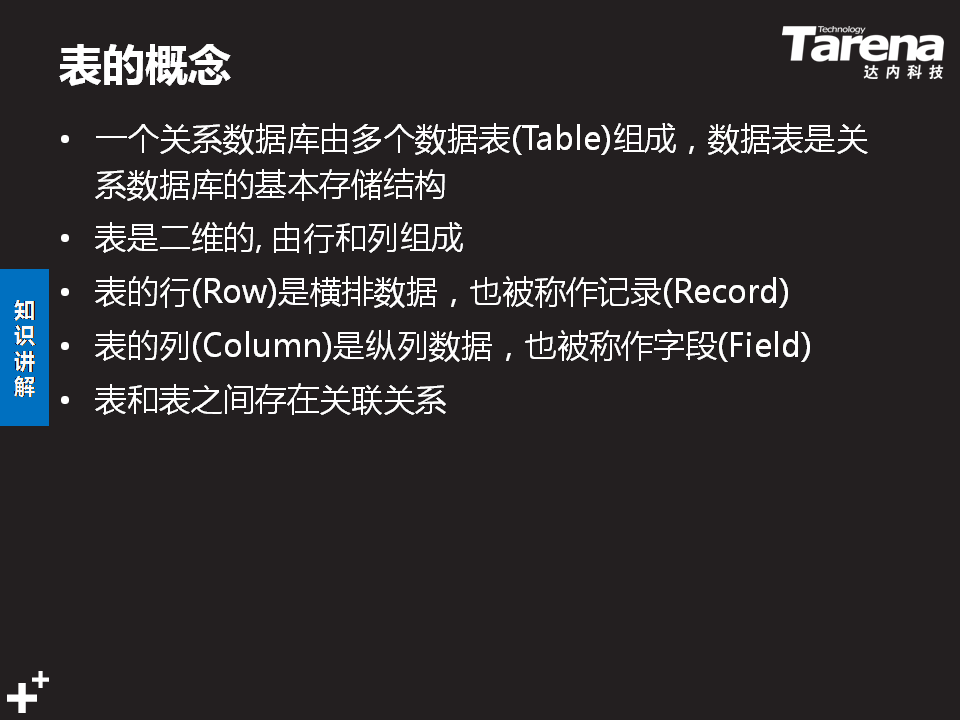 表的概念
Technology
Tarena
达内科技
• 一个关系数据库由多个数据表(Table)组成，数据表是关
系数据库的基本存储结构
• 表是二维的, 由行和列组成
• 表的行(Row)是横排数据，也被称作记录(Record)
• 表的列(Column)是纵列数据，也被称作字段(Field)
• 表和表之间存在关联关系
知识讲解